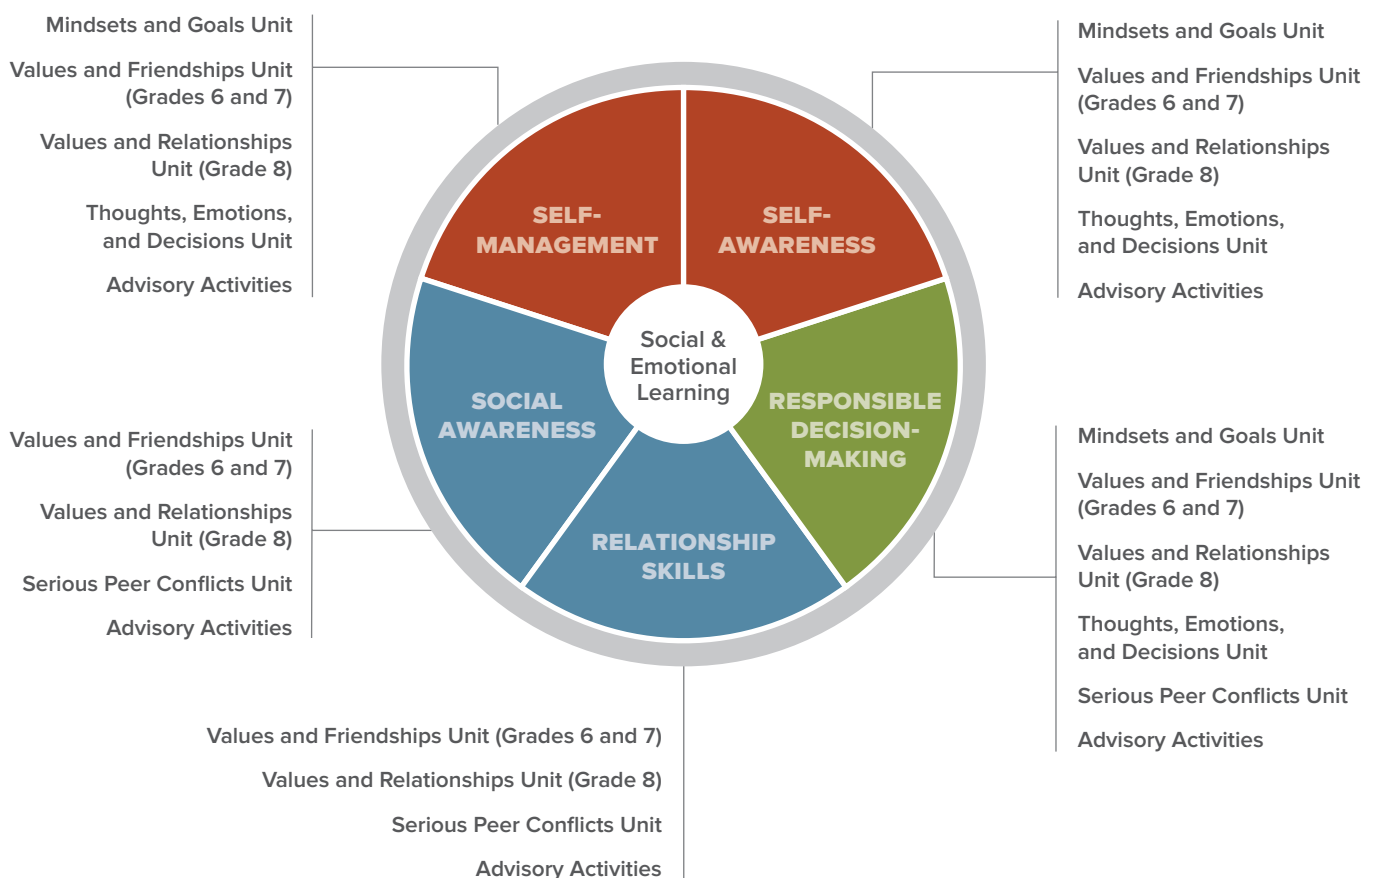 Mindsets and Goals Unit
Values and Friendships Unit
(Grades 6 and 7)
Values and Relationships
Unit (Grade 8)
Thoughts, Emotions,
and Decisions Unit
Advisory Activities
Mindsets and Goals Unit
Values and Friendships Unit
(Grades 6 and 7)
Values and Relationships
Unit (Grade 8)
Thoughts, Emotions,
and Decisions Unit
Advisory Activities
SELF-
MANAGEMENT
SELF-
AWARENESS
Social &
Emotional
Learning
SOCIAL
AWARENESS
RESPONSIBLE
DECISION-
MAKING
RELATIONSHIP
SKILLS
Values and Friendships Unit
(Grades 6 and 7)
Values and Relationships
Unit (Grade 8)
Serious Peer Conflicts Unit
Advisory Activities
Mindsets and Goals Unit
Values and Friendships Unit
(Grades 6 and 7)
Values and Relationships
Unit (Grade 8)
Thoughts, Emotions,
and Decisions Unit
Serious Peer Conflicts Unit
Advisory Activities
Values and Friendships Unit (Grades 6 and 7)
Values and Relationships Unit (Grade 8)
Serious Peer Conflicts Unit
Advisory Activities